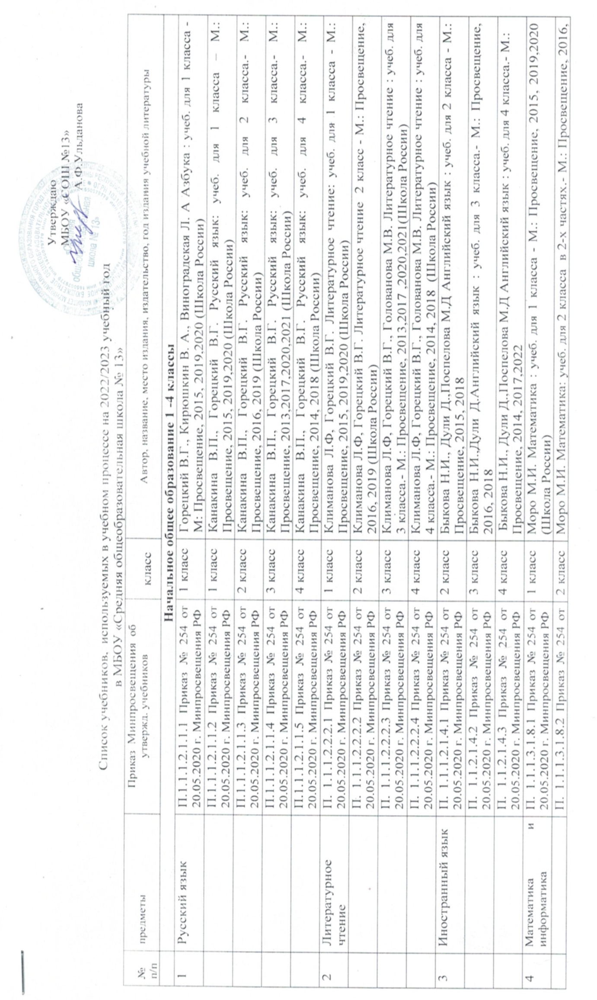 Утверждаю
МБОУ «СОШ №13»
А.Ф.Ульданова
школа № 13»
Список учебников, используемых в учебном процессе на 2022/2023 учебный год
в МБОУ «Средняя общеобразовательная школа № 13»
№ п/п
предметы
Приказ Минпросвещения об
утвержд. учебников
класс
Автор, название, место издания, издательство, год издания учебной литературы
Начальное общее образование 1 -4 классы
1
Русский язык
П.1.1.1.2.1.1.1 Приказ № 254 от
20.05.2020 г. Минпросвещения РФ
1 класс
Горецкий В.Г., Кирюшкин В. А., Виноградская Л. А Азбука : учеб. для 1 класса -
М: Просвещение, 2015, 2019,2020 (Школа России)
П.1.1.1.2.1.1.2 Приказ № 254 от
20.05.2020 г. Минпросвещения РФ
1 класс
Канакина В.П., Горецкий В.Г. Русский язык: учеб. для 1 класса – М.:
Просвещение, 2015, 2019,2020 (Школа России)
П.1.1.1.2.1.1.3 Приказ № 254 от
20.05.2020 г. Минпросвещения РФ
2 класс
Канакина В.П., Горецкий В.Г. Русский язык: учеб. для 2 класса.- М.:
Просвещение, 2016, 2019 (Школа России)
П.1.1.1.2.1.1.4 Приказ № 254 от
20.05.2020 г. Минпросвещения РФ
3 класс
Канакина В.П., Горецкий В.Г. Русский язык: учеб. для 3 класса.- М.:
Просвещение, 2013,2017,2020,2021 (Школа России)
П.1.1.1.2.1.1.5 Приказ № 254 от
20.05.2020 г. Минпросвещения РФ
4 класс
Канакина В.П., Горецкий В.Г. Русский язык: учеб. для 4 класса.- М.:
Просвещение, 2014, 2018 (Школа России)
2
Литературное
чтение
П. 1.1.1.2.2.2.1 Приказ № 254 от
20.05.2020 г. Минпросвещения РФ
1 класс
Климанова Л.Ф, Горецкий В.Г. Литературное чтение: учеб. для 1 класса - М.:
Просвещение, 2015, 2019,2020 (Школа России)
П. 1.1.1.2.2.2.2 Приказ № 254 от
20.05.2020 г. Минпросвещения РФ
2 класс
Климанова Л.Ф, Горецкий В.Г. Литературное чтение 2 класс - М.: Просвещение,
2016, 2019 (Школа России)
П. 1.1.1.2.2.2.3 Приказ № 254 от
20.05.2020 г. Минпросвещения РФ
3 класс
Климанова Л.Ф, Горецкий В.Г., Голованова М.В. Литературное чтение : учеб. для
3 класса.- М.: Просвещение, 2013,2017 ,2020,2021(Школа России)
П. 1.1.1.2.2.2.4 Приказ № 254 от
20.05.2020 г. Минпросвещения РФ
4 класс
Климанова Л.Ф, Горецкий В.Г., Голованова М.В. Литературное чтение : учеб. для
4 класса.- М.: Просвещение, 2014, 2018 (Школа России)
3
Иностранный язык
П. 1.1.1.2.1.4.1 Приказ № 254 от
20.05.2020 г. Минпросвещения РФ
2 класс
Быкова Н.И., Дули Д.,Поспелова М.Д Английский язык : учеб. для 2 класса - М.:
Просвещение, 2015, 2018
П. 1.1.2.1.4.2 Приказ № 254 от
20.05.2020 г. Минпросвещения РФ
3 класс
Быкова Н.И.,Дули Д.Английский язык : учеб. для 3 класса.- М.: Просвещение,
2016, 2018
П. 1.1.2.1.4.3 Приказ № 254 от
20.05.2020 г. Минпросвещения РФ
4 класс
Быкова Н.И., Дули Д.,Поспелова М.Д Английский язык : учеб. для 4 класса.- М.:
Просвещение, 2014, 2017,2022
4
Математика и
информатика
П. 1.1.1.3.1.8.1 Приказ № 254 от
20.05.2020 г. Минпросвещения РФ
1 класс
Моро М.И. Математика : учеб. для 1 класса - М.: Просвещение, 2015, 2019,2020
(Школа России)
П. 1.1.1.3.1.8.2 Приказ № 254 от
2 класс
Моро М.И. Математика: учеб. для 2 класса в 2-х частях.- М.: Просвещение, 2016,